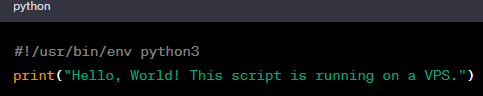 python
#!/usr/bin/env python3
print("Hello, World! This script is running on a VPS.")